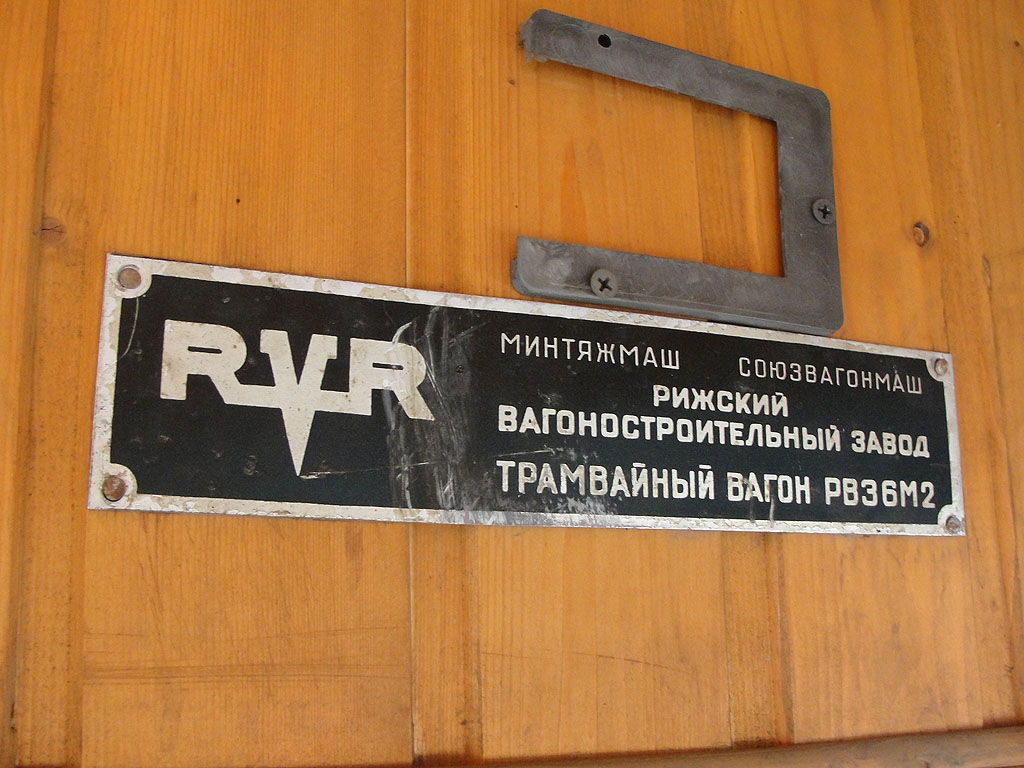 RVR
МИНТЯЖМАШ СОЮЗВАГОНМАШ
РИЖСКИЙ
ВАГОНОСТРОИТЕЛЬНЫЙ ЗАВОД
ТРАМВАЙНЫЙ ВАГОН РВЗ6М2